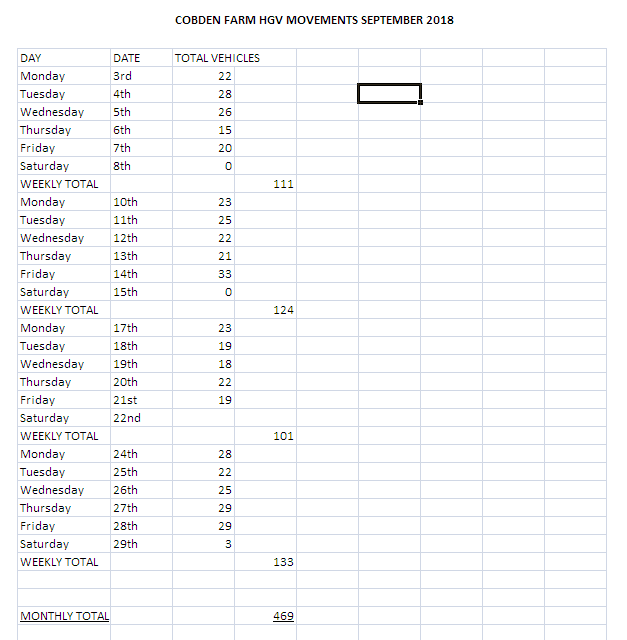 COBDEN FARM HGV MOVEMENTS SEPTEMBER 2018
DAY DATE TOTAL VEHICLES
Monday 3rd 22
Tuesday 4th 28
Wednesday 5th 26
Thursday 6th 15
Friday 7th 20
Saturday 8th 0
WEEKLY TOTAL 111
Monday 10th 23
Tuesday 11th 25
Wednesday 12th 22
Thursday 13th 21
Friday 14th 33
Saturday 15th 0
WEEKLY TOTAL 124
Monday 17th 23
Tuesday 18th 19
Wednesday 19th 18
Thursday 20th 22
Friday 21st 19
Saturday 22nd
WEEKLY TOTAL 101
Monday 24th 28
Tuesday 25th 22
Wednesday 26th 25
Thursday 27th 29
Friday 28th 29
Saturday 29th 3
WEEKLY TOTAL 133
MONTHLY TOTAL 469